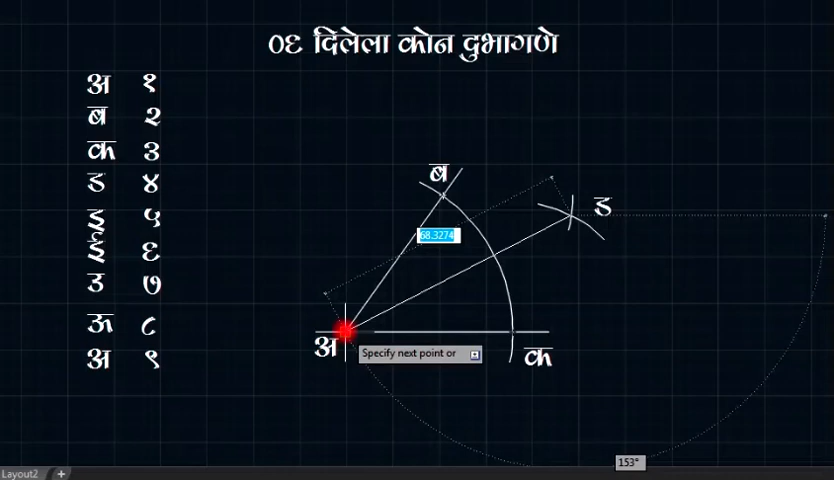 ०६ दिलेला कोन दुभागणे
अ १
ब २
क ३
ड ४
इ ५
ई ६
उ ७
ऊ ८
अ ९
ब
ड
68.3274
अ
Specify next point or
क
153°
Layout2 +